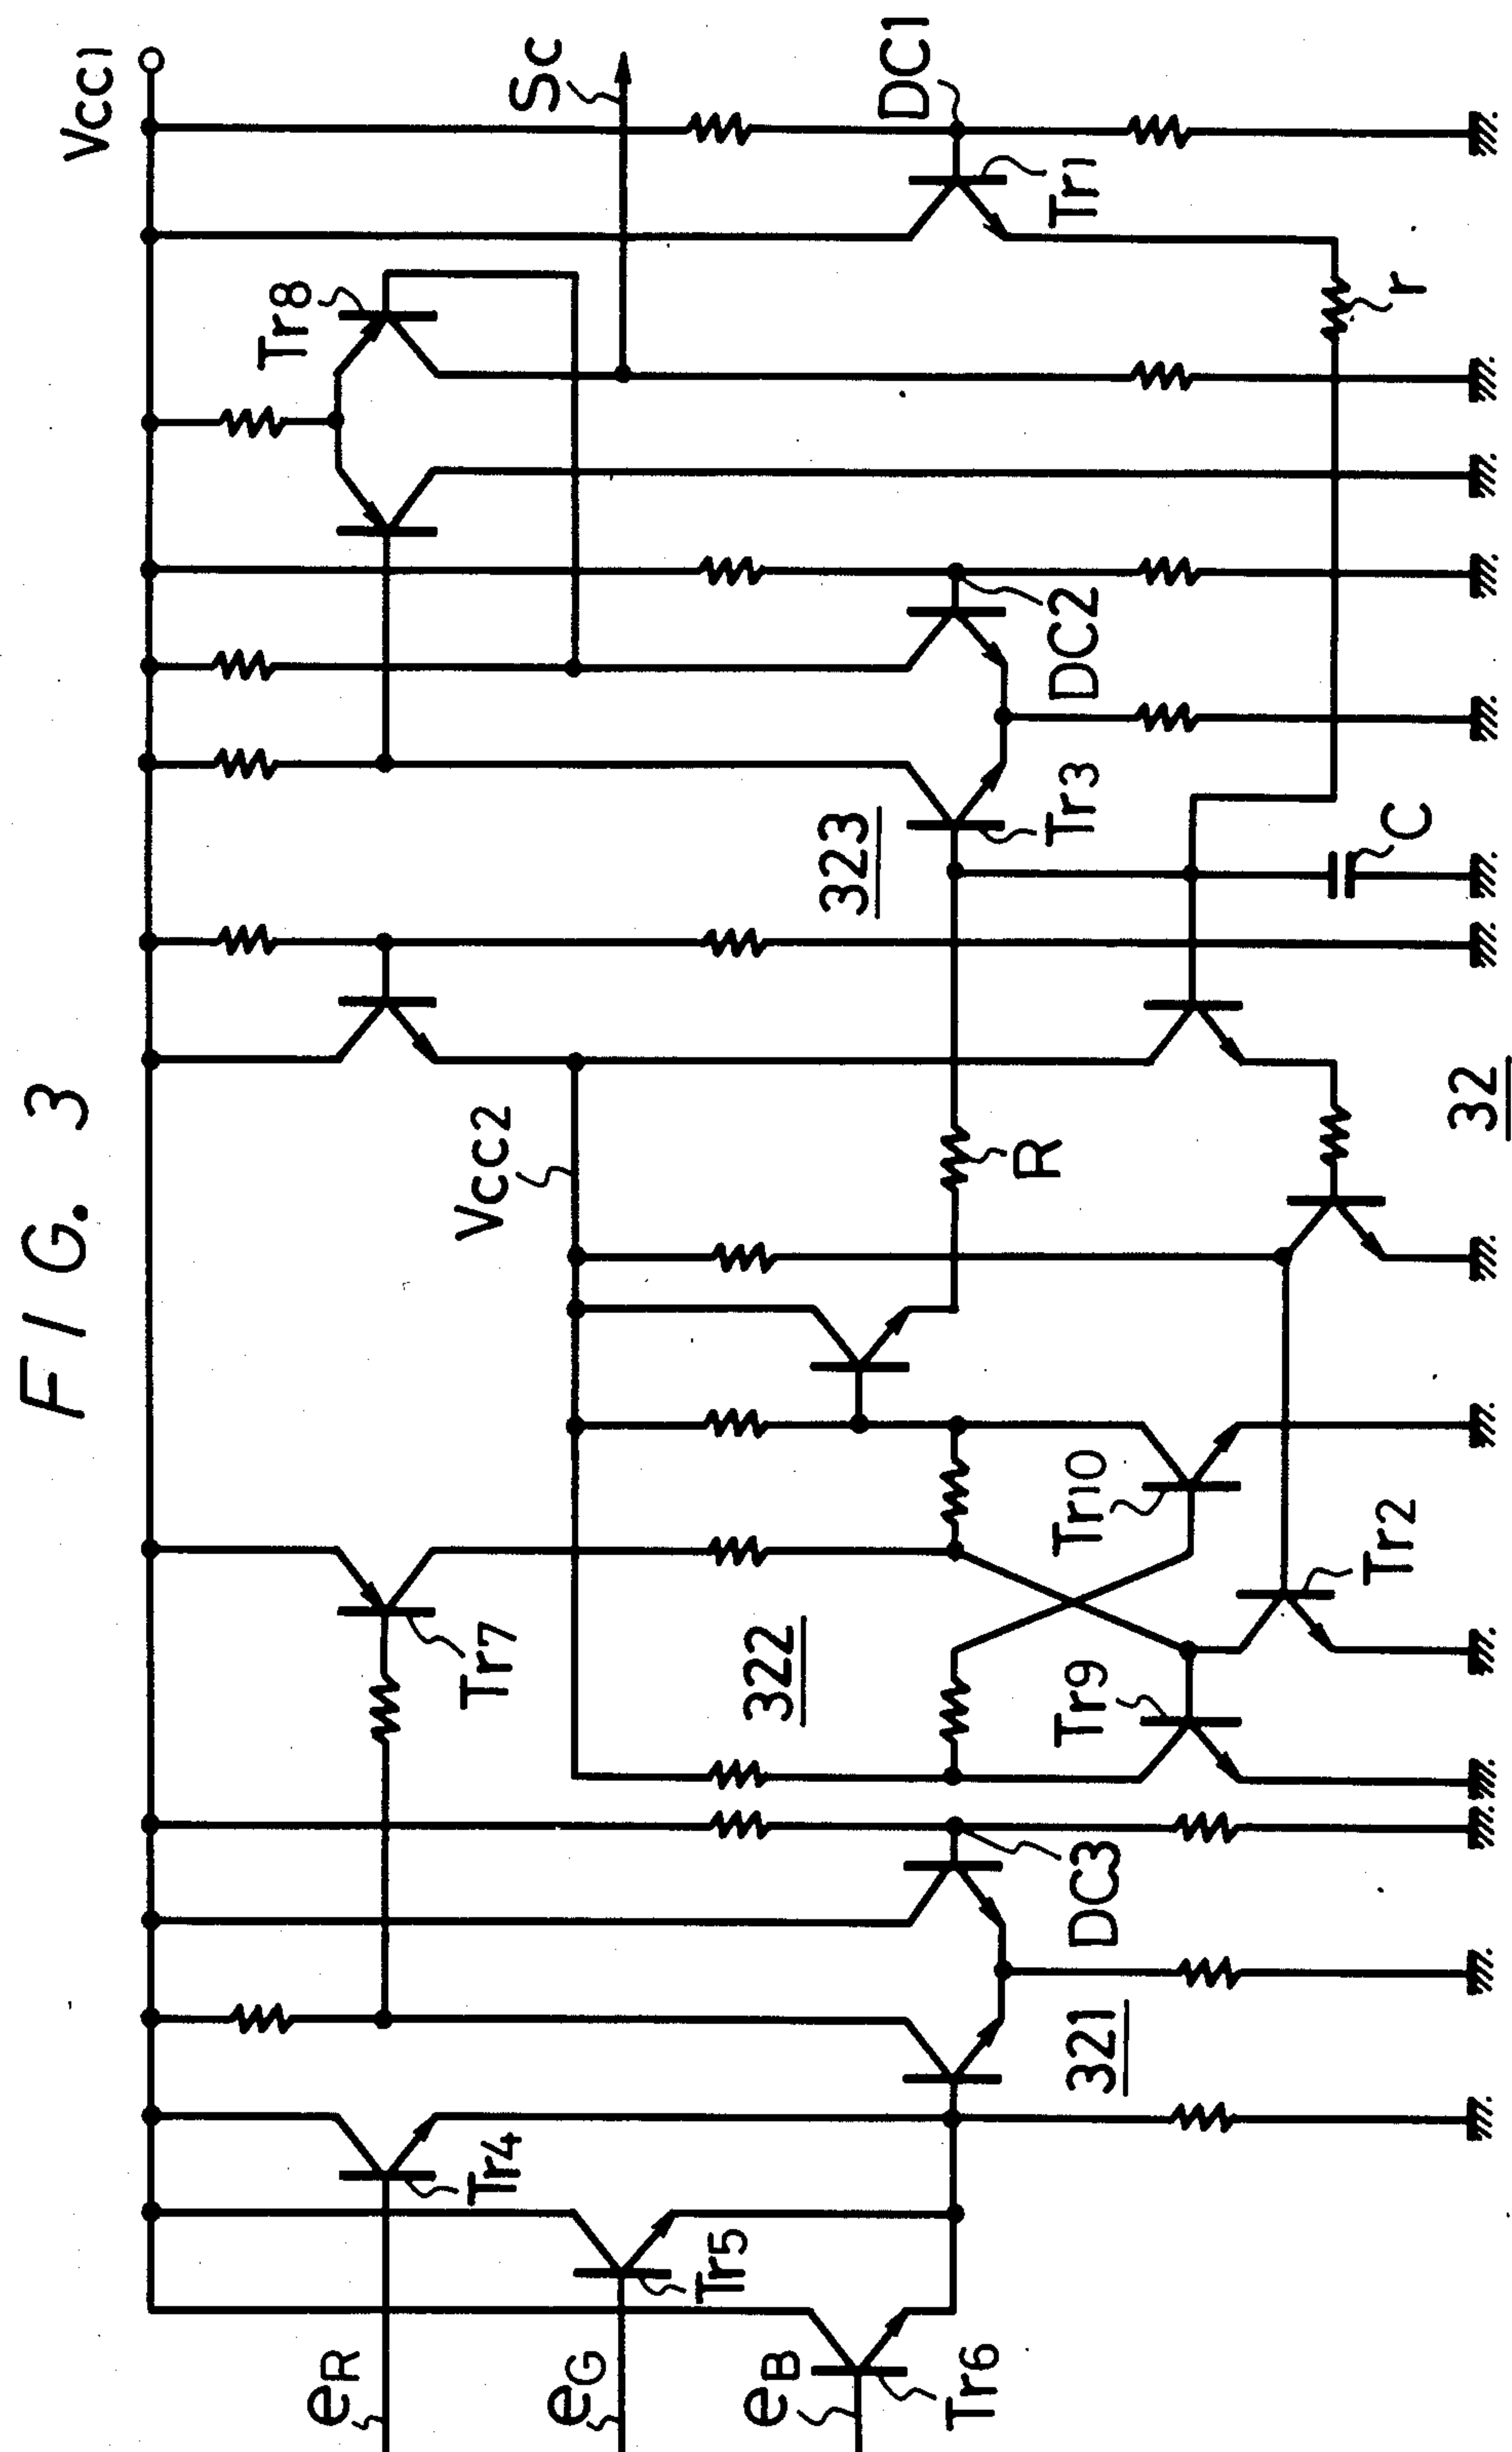 FIG. 3
Vcc1
Sc
DC1
Tr1
Tr8
r
DC2
Tr3
323
C
Vcc2
R
32
Tr7
322
Tr10
Tr9
Tr2
DC3
321
Tr4
Tr5
Tr6
eR
eG
eB